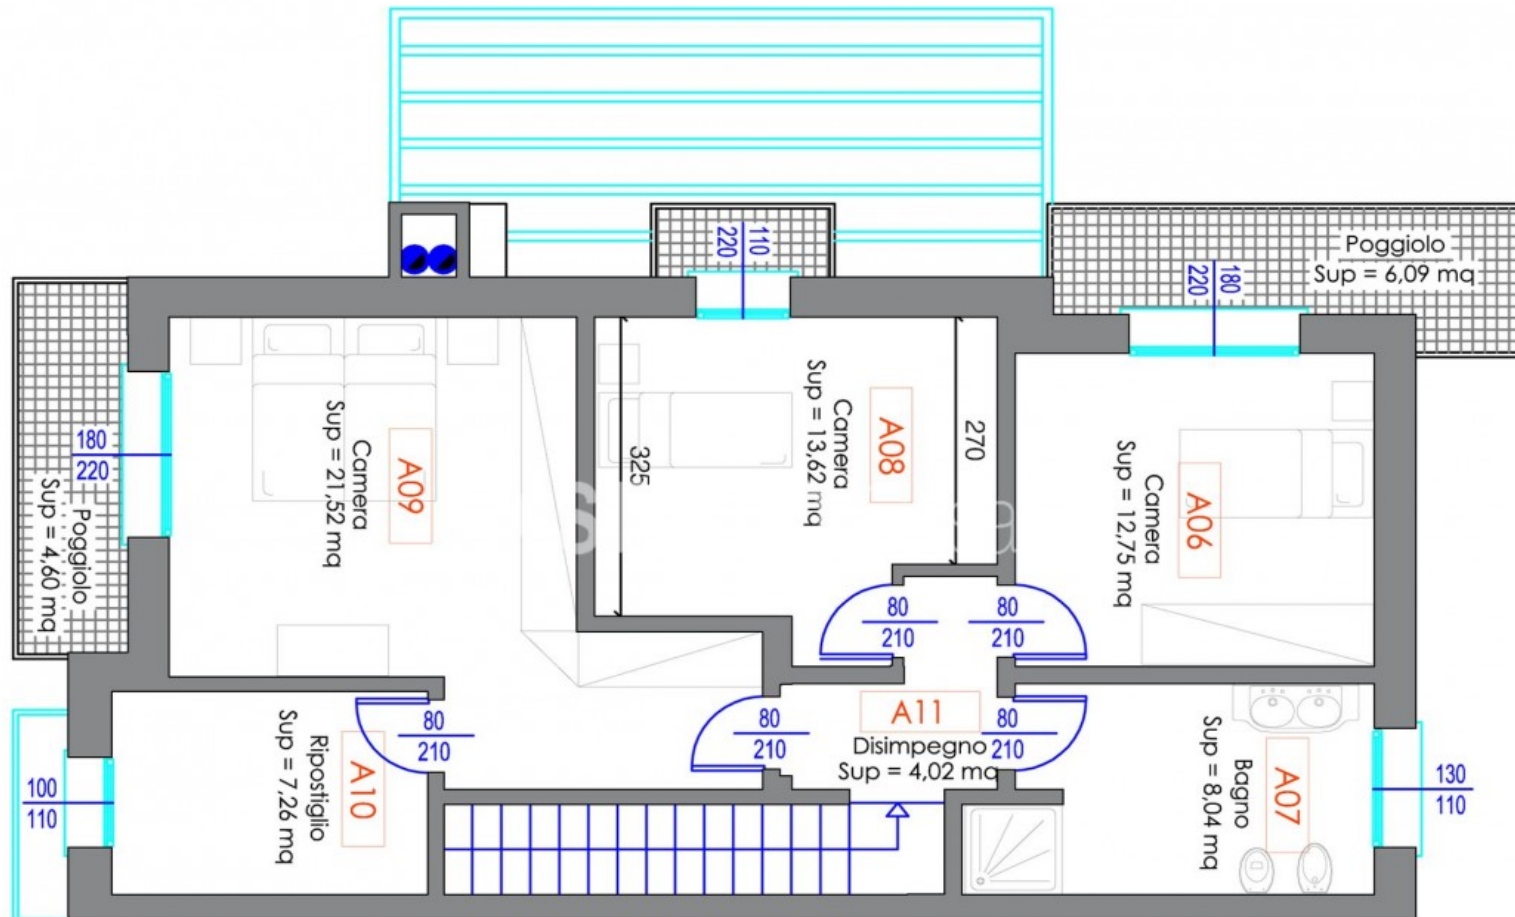 110
220
Poggiolo
Sup = 6,09 mq
180
220
180
220
Poggiolo
Sup = 4,60 mq
A09
Camera
Sup = 21,52 mq
325
A08
Camera
Sup = 13,62 mq
270
A06
Camera
Sup = 12,75 mq
80
210
80
210
A11
Disimpegno
Sup = 4,02 mq
80
210
80
210
80
210
A10
Ripostiglio
Sup = 7,26 mq
100
110
A07
Bagno
Sup = 8,04 mq
130
110